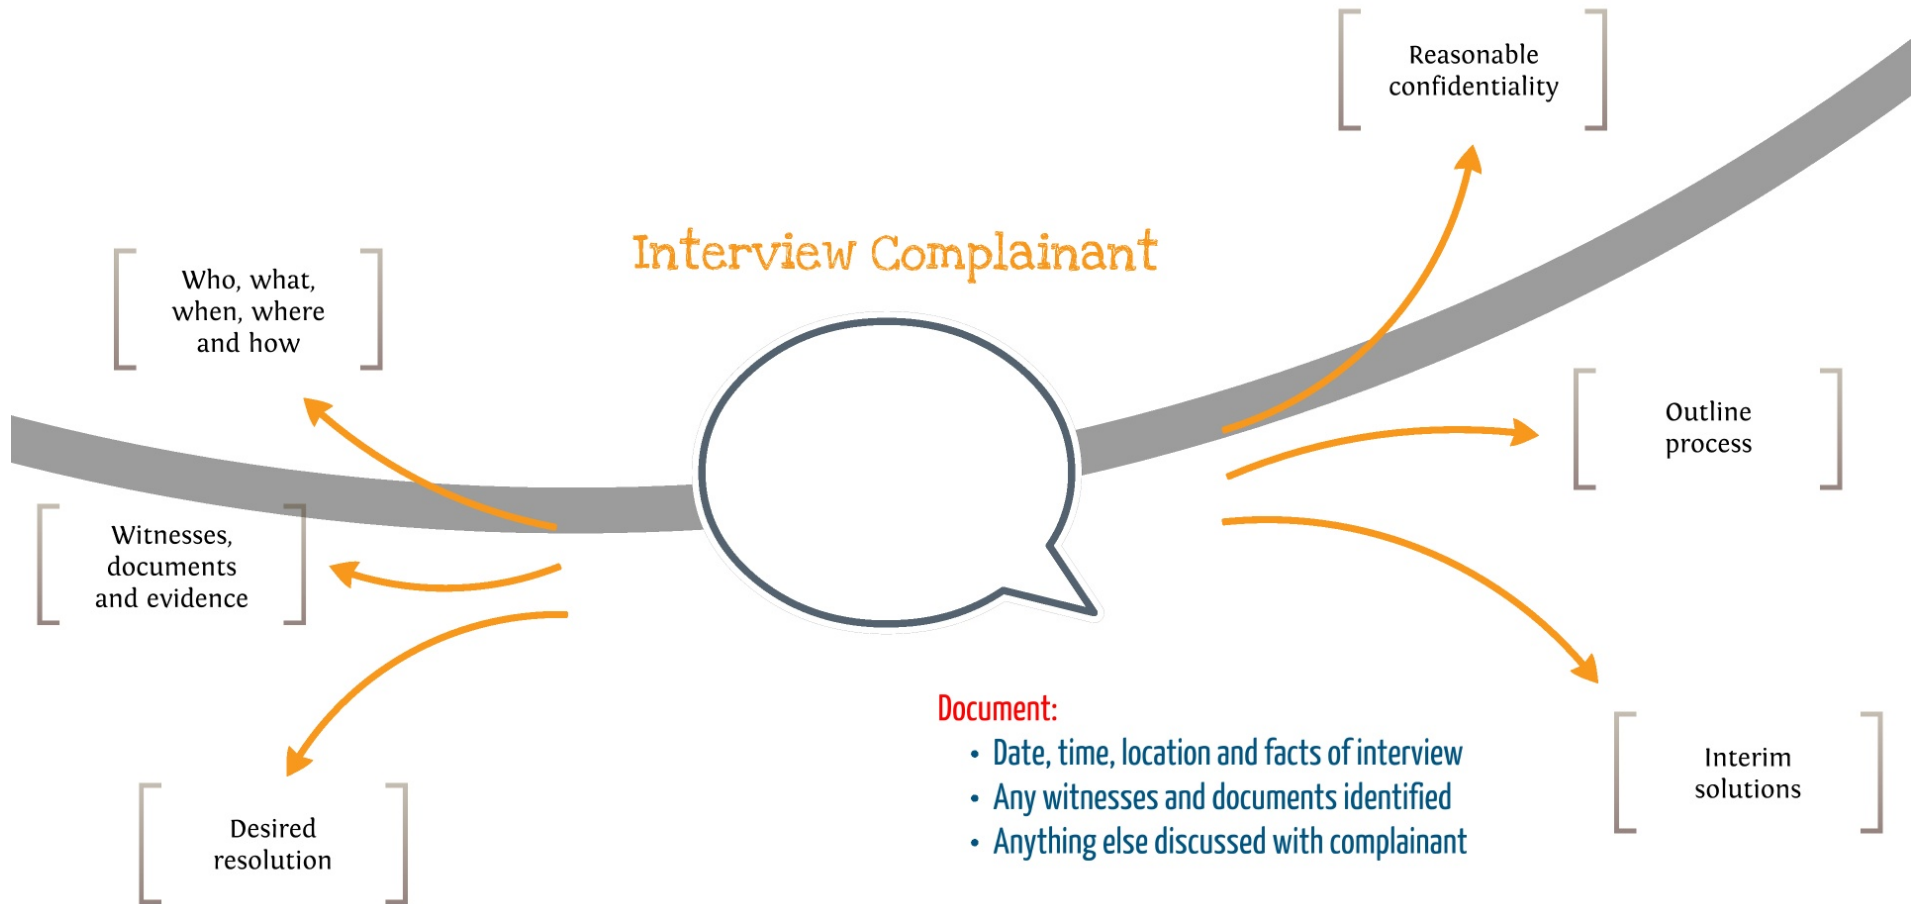 Interview Complainant
Who, what,
when, where
and how
Witnesses,
documents
and evidence
Desired
resolution
Reasonable
confidentiality
Outline
process
Interim
solutions
Document:
• Date, time, location and facts of interview
• Any witnesses and documents identified
• Anything else discussed with complainant